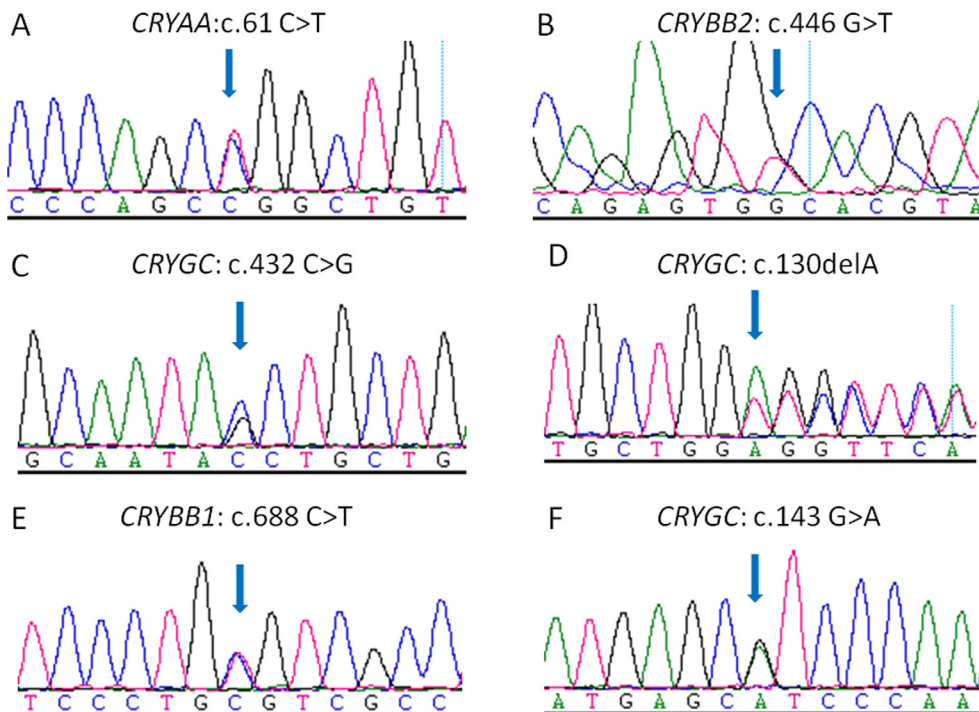 A
CRYAA:c.61 C>T
C C C A G C C G G C T G T
B
CRYBB2: c.446 G>T
C A G A G T G G C A C G T A
C
CRYGC: c.432 C>G
G C A A T A C C T G C T G
D
CRYGC: c.130delA
T G C T G G A G G T T C A
E
CRYBB1: c.688 C>T
T C C C T G C G T C G C C
F
CRYGC: c.143 G>A
A T G A G C A T C C C A A